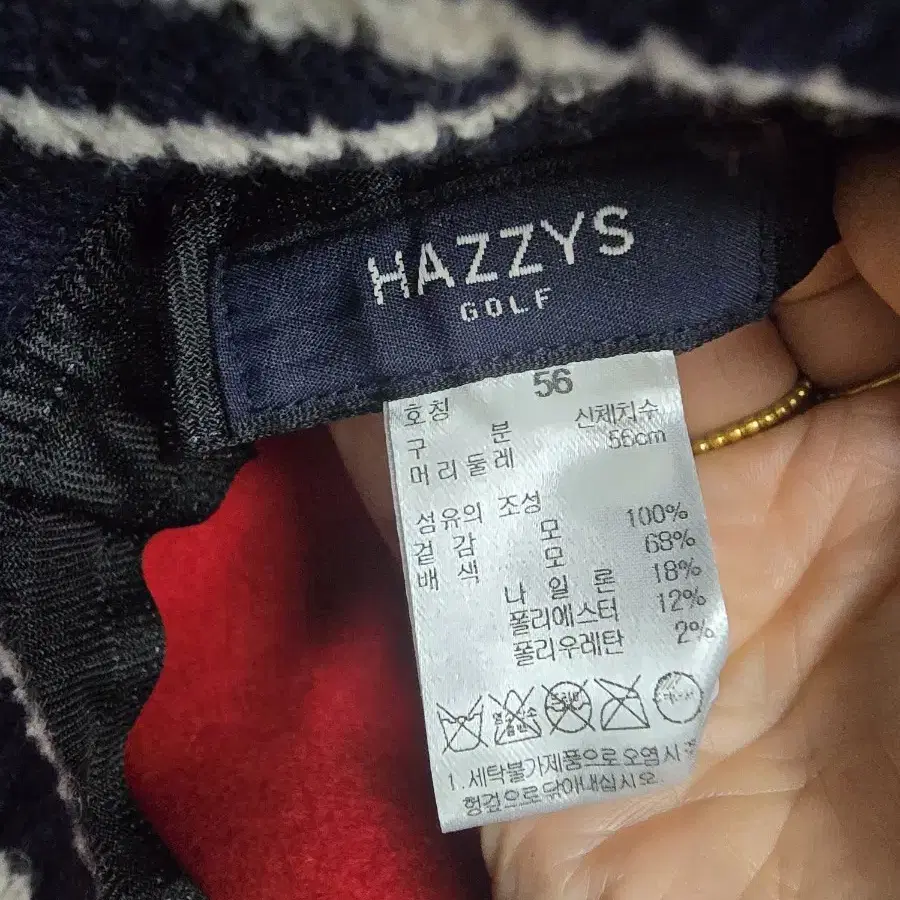 HAZZYS
GOLF
56
호칭
구 분 신체치수
머리둘레 56cm
섬유의 조성
겉감 모 100%
배색 모 68%
나일론 18%
폴리에스터 12%
폴리우레탄 2%
1.세탁불가제품으로오염시
헝겊으로닦아내십시오.